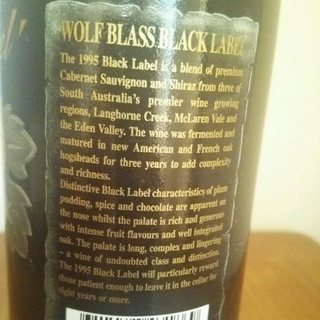 WOLF BLASS BLACK LABEL
The 1995 Black Label is a blend of premium
Cabernet Sauvignon and Shiraz from three of
South Australia's premier wine growing
regions, Langhorne Creek, McLaren Vale and
the Eden Valley. The wine was fermented and
matured in new American and French oak
hogsheads for three years to add complexity
and richness.
Distinctive Black Label characteristics of plum
pudding, spice and chocolate are apparent on
the nose whilst the palate is rich and generous
with intense fruit flavours and well integrated
oak. The palate is long, complex and lingering
- a wine of undoubted class and distinction.
The 1995 Black Label will particularly reward
those patient enough to leave it in the cellar for
eight years or more.